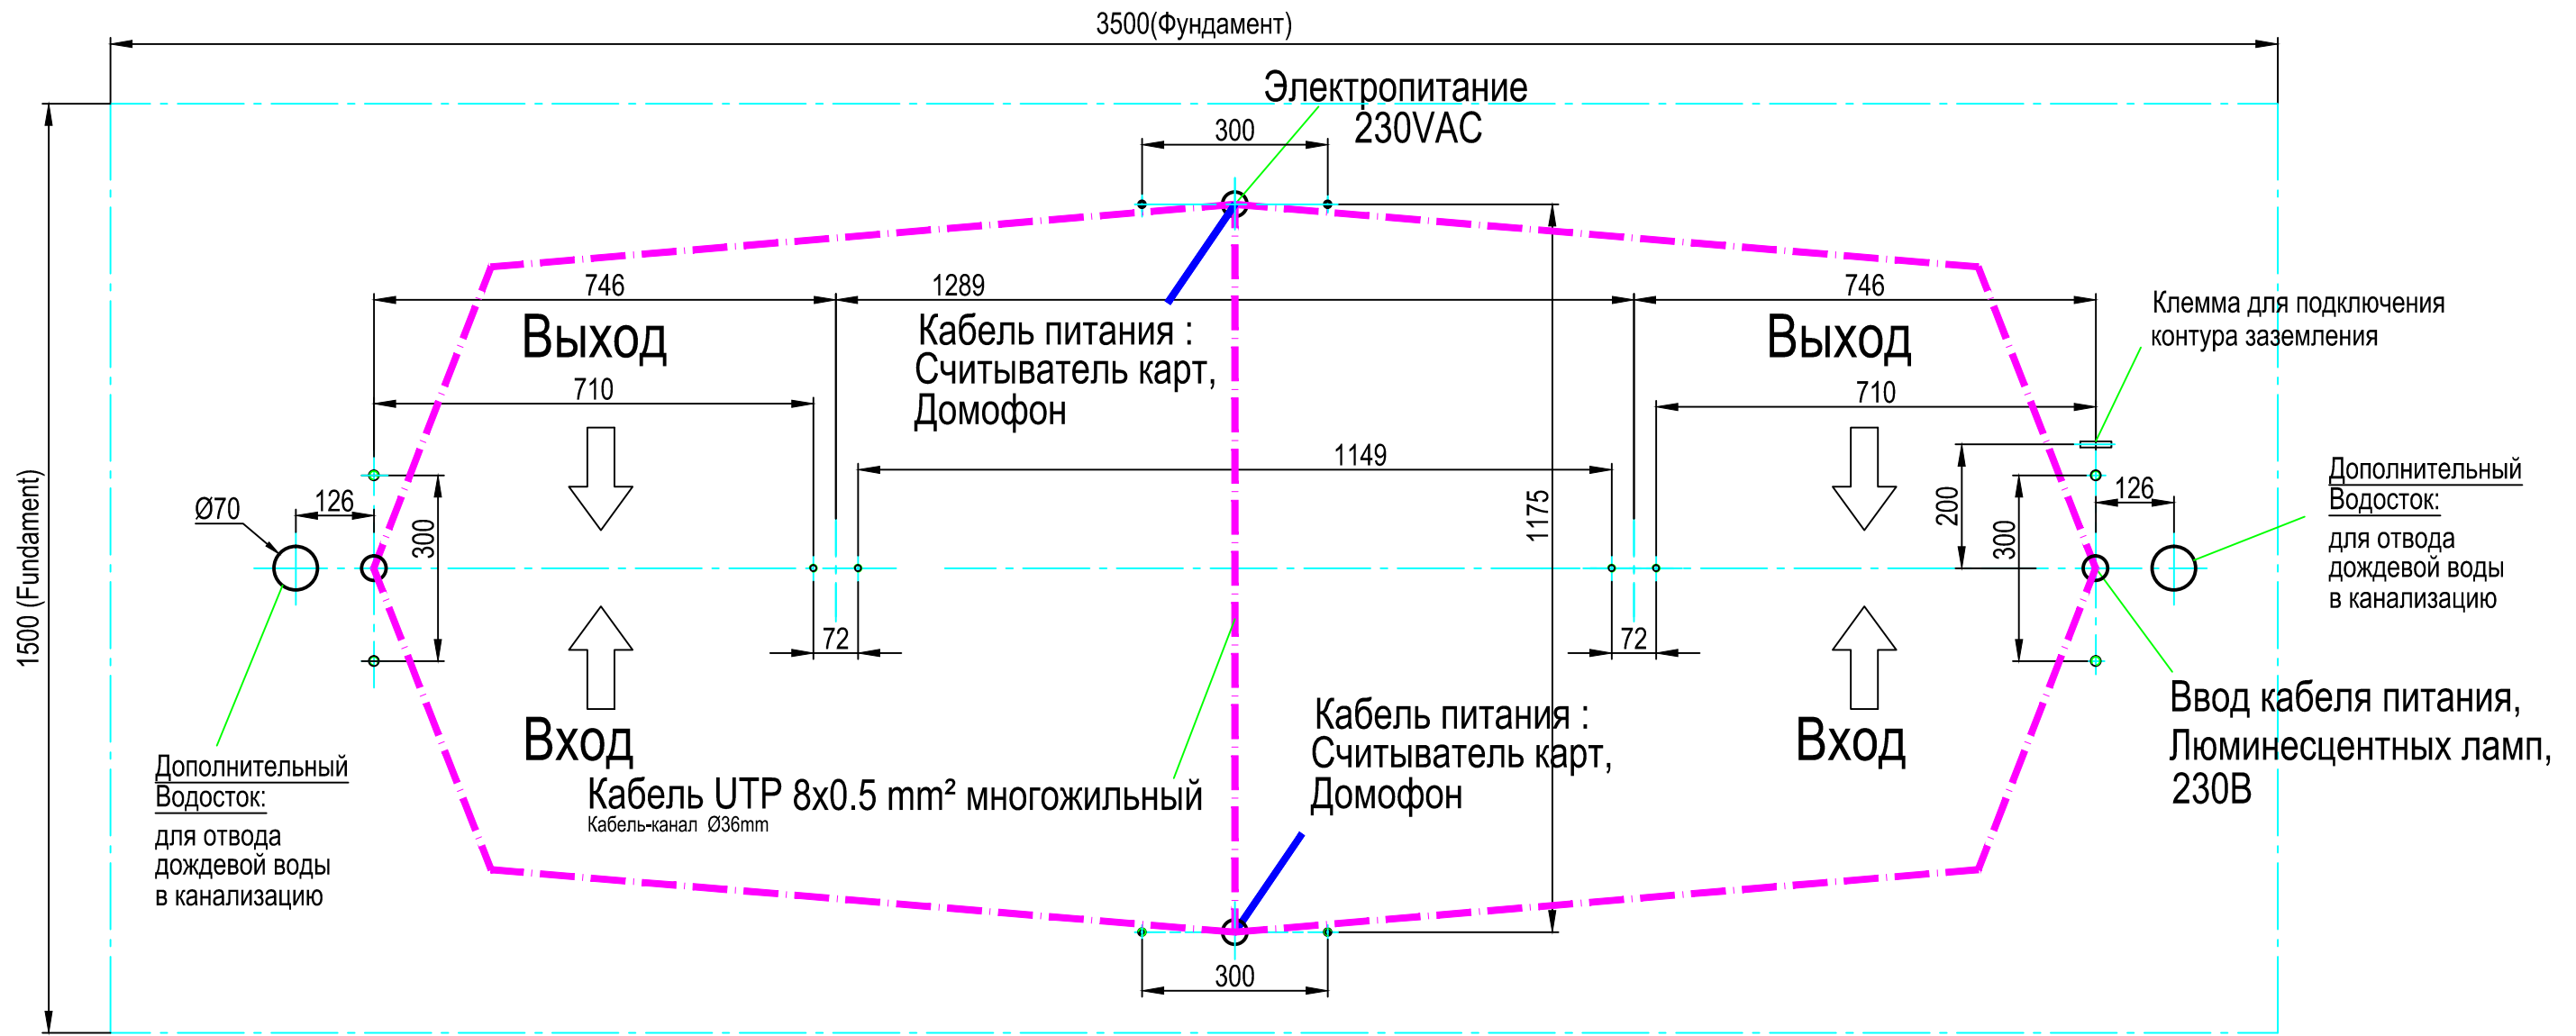 3500(Фундамент)
Электропитание
230VAC
300
746
1289
746
Выход
Выход
Кабель питания :
Считыватель карт,
Домофон
Клемма для подключения
контура заземления
710
710
1149
1175
Ø70
126
300
200
300
126
Дополнительный
Водосток:
для отвода
дождевой воды
в канализацию
1500 (Fundament)
72
72
Вход
Вход
Кабель питания :
Считыватель карт,
Домофон
Ввод кабеля питания,
Люминесцентных ламп,
230В
Дополнительный
Водосток:
для отвода
дождевой воды
в канализацию
Кабель UTP 8x0.5 mm² многожильный
Кабель-канал Ø36mm
300